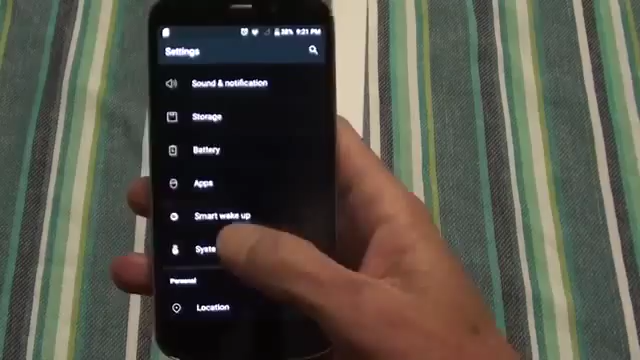 38% 9:21 PM
Settings
Sound & notification
Storage
Battery
Apps
Smart wake up
Syste
Personal
Location